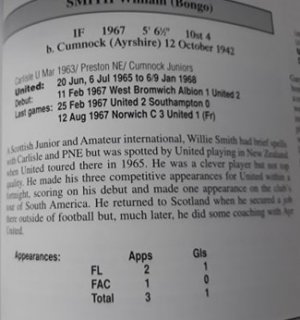 SMITH William (Bongo)
IF 1967 5' 6½" 10st 4
b. Cumnock (Ayrshire) 12 October 1942
Carlisle U Mar 1963/ Preston NE/ Cumnock Juniors
United: 20 Jun, 6 Jul 1965 to 6/9 Jan 1968
Debut: 11 Feb 1967 West Bromwich Albion 1 United 2
Last games: 25 Feb 1967 United 2 Southampton 0
12 Aug 1967 Norwich C 3 United 1 (Fr)
A Scottish Junior and Amateur international, Willie Smith had brief spells
with Carlisle and PNE but was spotted by United playing in New Zealand
when United toured there in 1965. He was a clever player but not top
quality. He made his three competitive appearances for United within a
fortnight, scoring on his debut and made one appearance on the club's
tour of South America. He returned to Scotland when he secured a job
there outside of football but, much later, he did some coaching with Ayr
United.
Appearances: Apps Gls
FL 2 1
FAC 1 0
Total 3 1